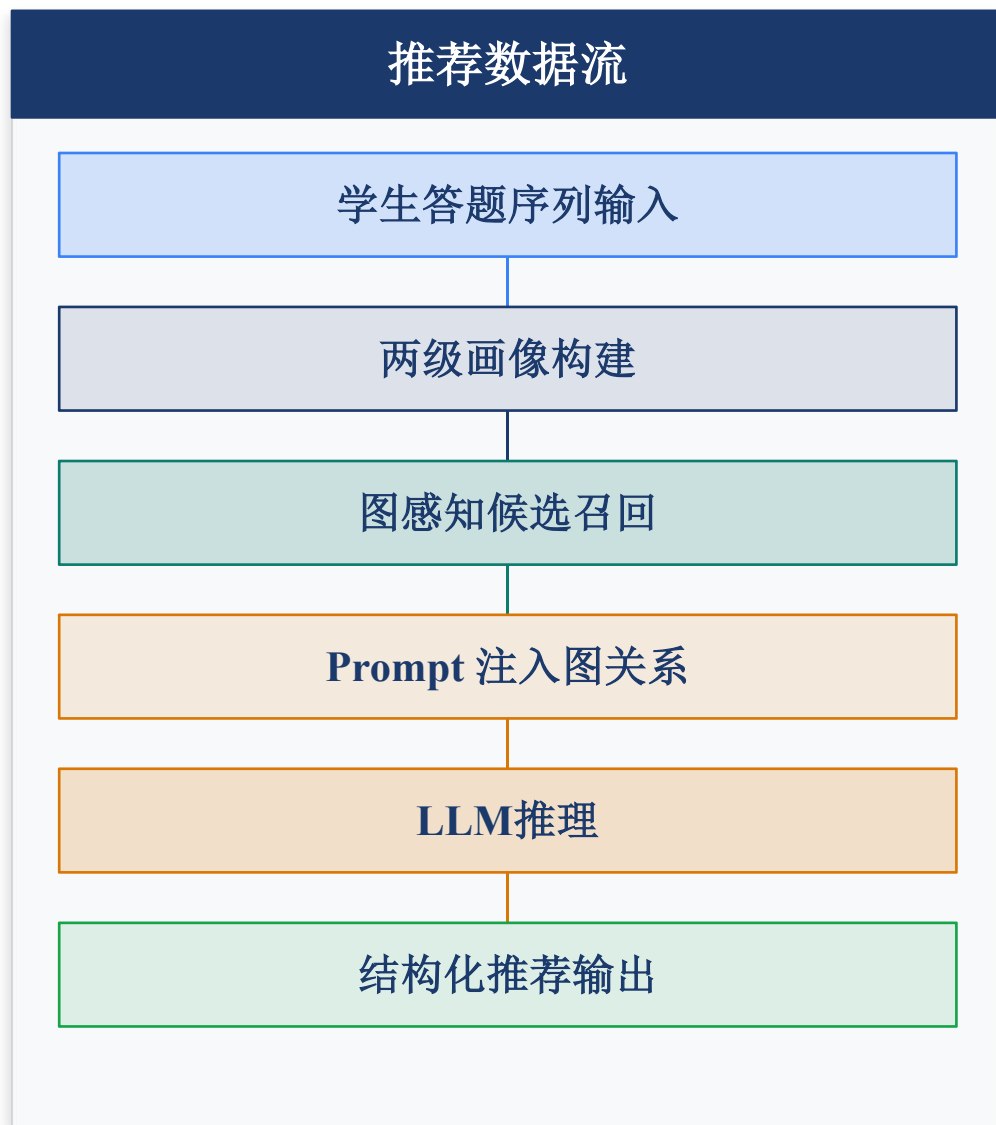 推荐数据流
学生答题序列输入
两级画像构建
图感知候选召回
Prompt 注入图关系
LLM推理
结构化推荐输出